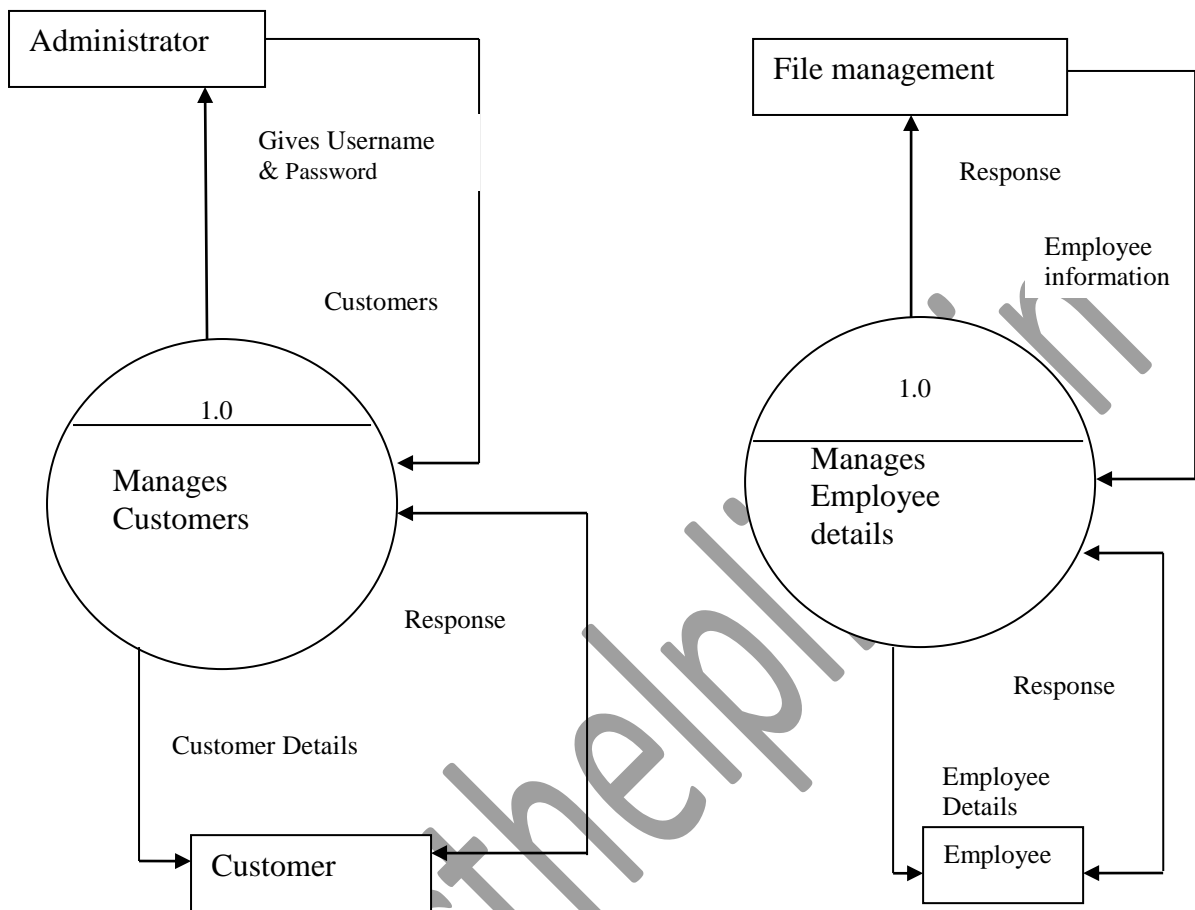 Administrator
Gives Username
& Password
Customers
1.0
Manages
Customers
Response
Customer Details
Customer
File management
Response
Employee
information
1.0
Manages
Employee
details
Response
Employee
Details
Employee